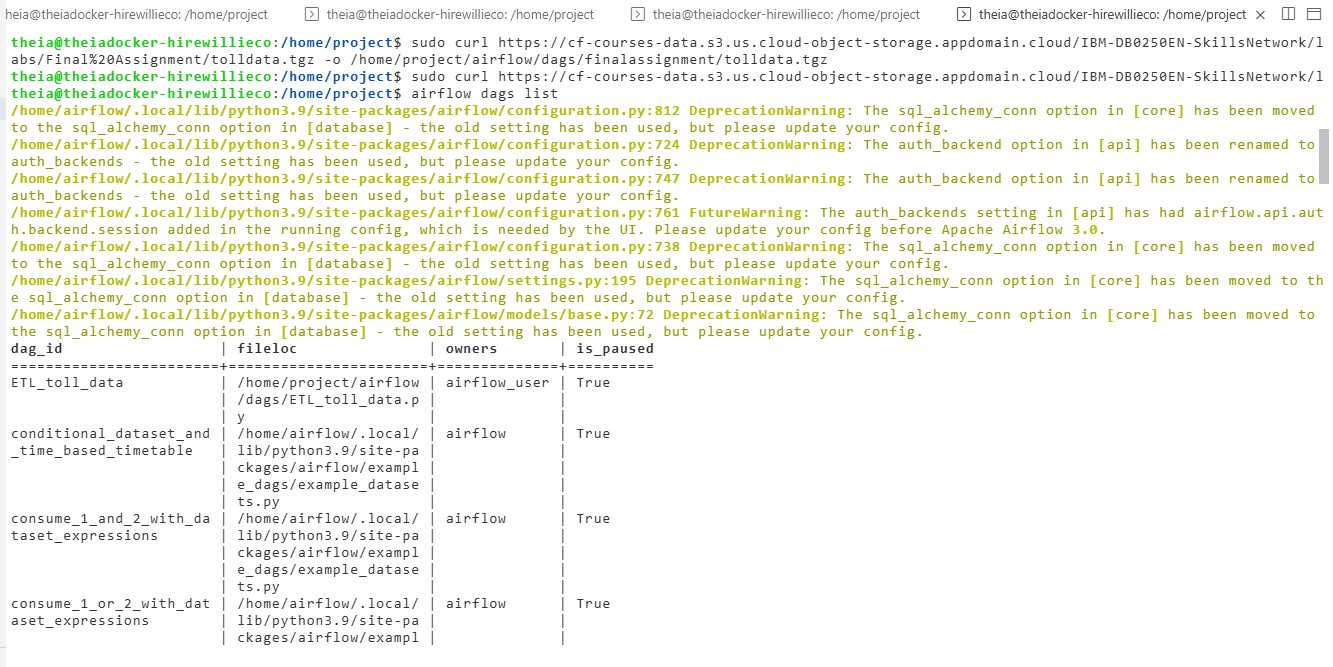 heia@theiadocker-hirewillieco: /home/project theia@theiadocker-hirewillieco: /home/project theia@theiadocker-hirewillieco: /home/project theia@theiadocker-hirewillieco: /home/project
theia@theiadocker-hirewillieco:/home/project$ sudo curl https://cf-courses-data.s3.us.cloud-object-storage.appdomain.cloud/IBM-DB0250EN-SkillsNetwork/l
abs/Final%20Assignment/tolldata.tgz -o /home/project/airflow/dags/finalassignment/tolldata.tgz
theia@theiadocker-hirewillieco:/home/project$ sudo curl https://cf-courses-data.s3.us.cloud-object-storage.appdomain.cloud/IBM-DB0250EN-SkillsNetwork/l
theia@theiadocker-hirewillieco:/home/project$ airflow dags list
/home/airflow/.local/lib/python3.9/site-packages/airflow/configuration.py:812 DeprecationWarning: The sql_alchemy_conn option in [core] has been moved
to the sql_alchemy_conn option in [database] - the old setting has been used, but please update your config.
/home/airflow/.local/lib/python3.9/site-packages/airflow/configuration.py:724 DeprecationWarning: The auth_backend option in [api] has been renamed to
auth_backends - the old setting has been used, but please update your config.
/home/airflow/.local/lib/python3.9/site-packages/airflow/configuration.py:747 DeprecationWarning: The auth_backend option in [api] has been renamed to
auth_backends - the old setting has been used, but please update your config.
/home/airflow/.local/lib/python3.9/site-packages/airflow/configuration.py:761 FutureWarning: The auth_backends setting in [api] has had airflow.api.aut
h.backend.session added in the running config, which is needed by the UI. Please update your config before Apache Airflow 3.0.
/home/airflow/.local/lib/python3.9/site-packages/airflow/configuration.py:738 DeprecationWarning: The sql_alchemy_conn option in [core] has been moved
to the sql_alchemy_conn option in [database] - the old setting has been used, but please update your config.
/home/airflow/.local/lib/python3.9/site-packages/airflow/settings.py:195 DeprecationWarning: The sql_alchemy_conn option in [core] has been moved to th
e sql_alchemy_conn option in [database] - the old setting has been used, but please update your config.
/home/airflow/.local/lib/python3.9/site-packages/airflow/models/base.py:72 DeprecationWarning: The sql_alchemy_conn option in [core] has been moved to
the sql_alchemy_conn option in [database] - the old setting has been used, but please update your config.
dag_id                  | fileloc               | owners       | is_paused
========================+=======================+==============+==========
ETL_toll_data           | /home/project/airflow | airflow_user | True
                        | /dags/ETL_toll_data.p |              |
                        | y                     |              |
conditional_dataset_and | /home/airflow/.local/ | airflow      | True
_time_based_timetable   | lib/python3.9/site-pa |              |
                        | ckages/airflow/exampl |              |
                        | e_dags/example_datase |              |
                        | ts.py                 |              |
consume_1_and_2_with_da | /home/airflow/.local/ | airflow      | True
taset_expressions       | lib/python3.9/site-pa |              |
                        | ckages/airflow/exampl |              |
                        | e_dags/example_datase |              |
                        | ts.py                 |              |
consume_1_or_2_with_dat | /home/airflow/.local/ | airflow      | True
aset_expressions        | lib/python3.9/site-pa |              |
                        | ckages/airflow/exampl |              |